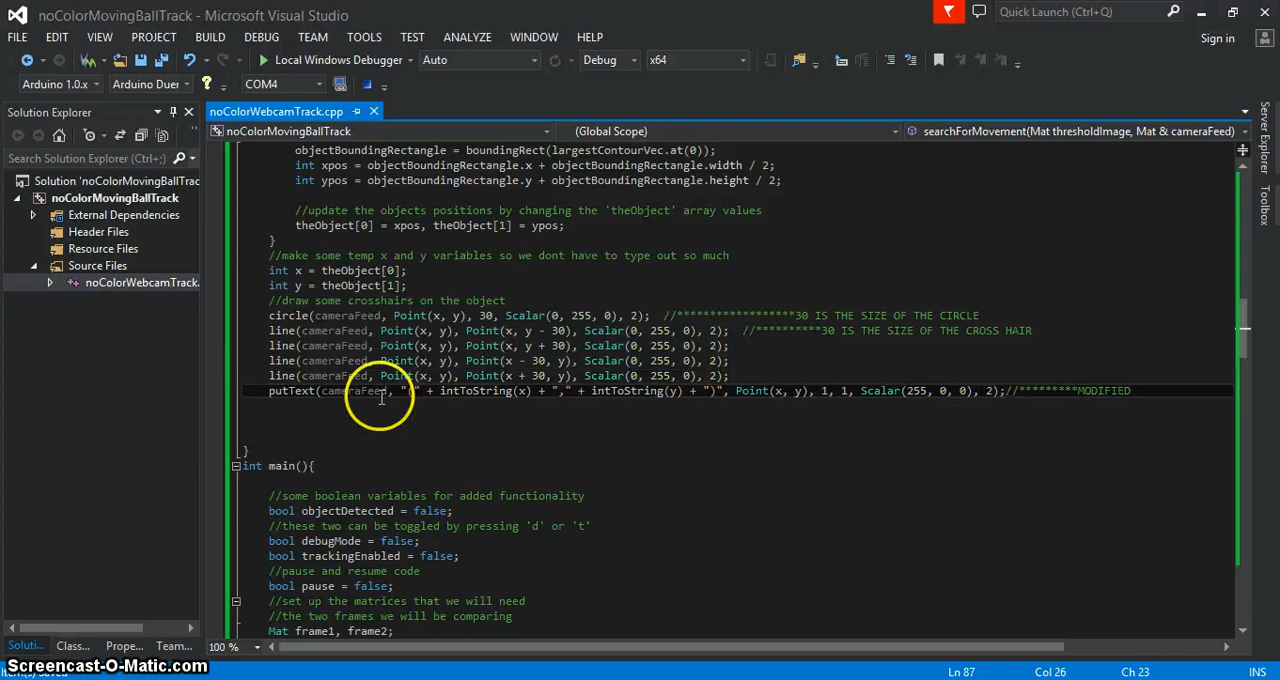 noColorMovingBallTrack - Microsoft Visual Studio
Quick Launch (Ctrl+Q)
FILE EDIT VIEW PROJECT BUILD DEBUG TEAM TOOLS TEST ANALYZE WINDOW HELP
Sign in
Local Windows Debugger Auto Debug x64
Arduino 1.0.x Arduino Duer COM4
Solution Explorer
noColorWebcamTrack.cpp
noColorMovingBallTrack (Global Scope) searchForMovement(Mat thresholdImage, Mat & cameraFeed)
Search Solution Explorer (Ctrl+;)
Solution 'noColorMovingBallTrac
noColorMovingBallTrack
External Dependencies
Header Files
Resource Files
Source Files
noColorWebcamTrack.
objectBoundingRectangle = boundingRect(largestContourVec.at(0));
int xpos = objectBoundingRectangle.x + objectBoundingRectangle.width / 2;
int ypos = objectBoundingRectangle.y + objectBoundingRectangle.height / 2;
//update the objects positions by changing the 'theObject' array values
theObject[0] = xpos, theObject[1] = ypos;
}
//make some temp x and y variables so we dont have to type out so much
int x = theObject[0];
int y = theObject[1];
//draw some crosshairs on the object
circle(cameraFeed, Point(x, y), 30, Scalar(0, 255, 0), 2); //******************30 IS THE SIZE OF THE CIRCLE
line(cameraFeed, Point(x, y), Point(x, y - 30), Scalar(0, 255, 0), 2); //**********30 IS THE SIZE OF THE CROSS HAIR
line(cameraFeed, Point(x, y), Point(x, y + 30), Scalar(0, 255, 0), 2);
line(cameraFeed, Point(x, y), Point(x - 30, y), Scalar(0, 255, 0), 2);
line(cameraFeed, Point(x, y), Point(x + 30, y), Scalar(0, 255, 0), 2);
putText(cameraFeed, "(" + intToString(x) + "," + intToString(y) + ")", Point(x, y), 1, 1, Scalar(255, 0, 0), 2);//*********MODIFIED
}
int main(){
//some boolean variables for added functionality
bool objectDetected = false;
//these two can be toggled by pressing 'd' or 't'
bool debugMode = false;
bool trackingEnabled = false;
//pause and resume code
bool pause = false;
//set up the matrices that we will need
//the two frames we will be comparing
Mat frame1, frame2;
Server Explorer
Toolbox
Soluti... Class... Prope... Team...
100 %
Screencast-O-Matic.com
Item(s) Saved Ln 87 Col 26 Ch 23 INS